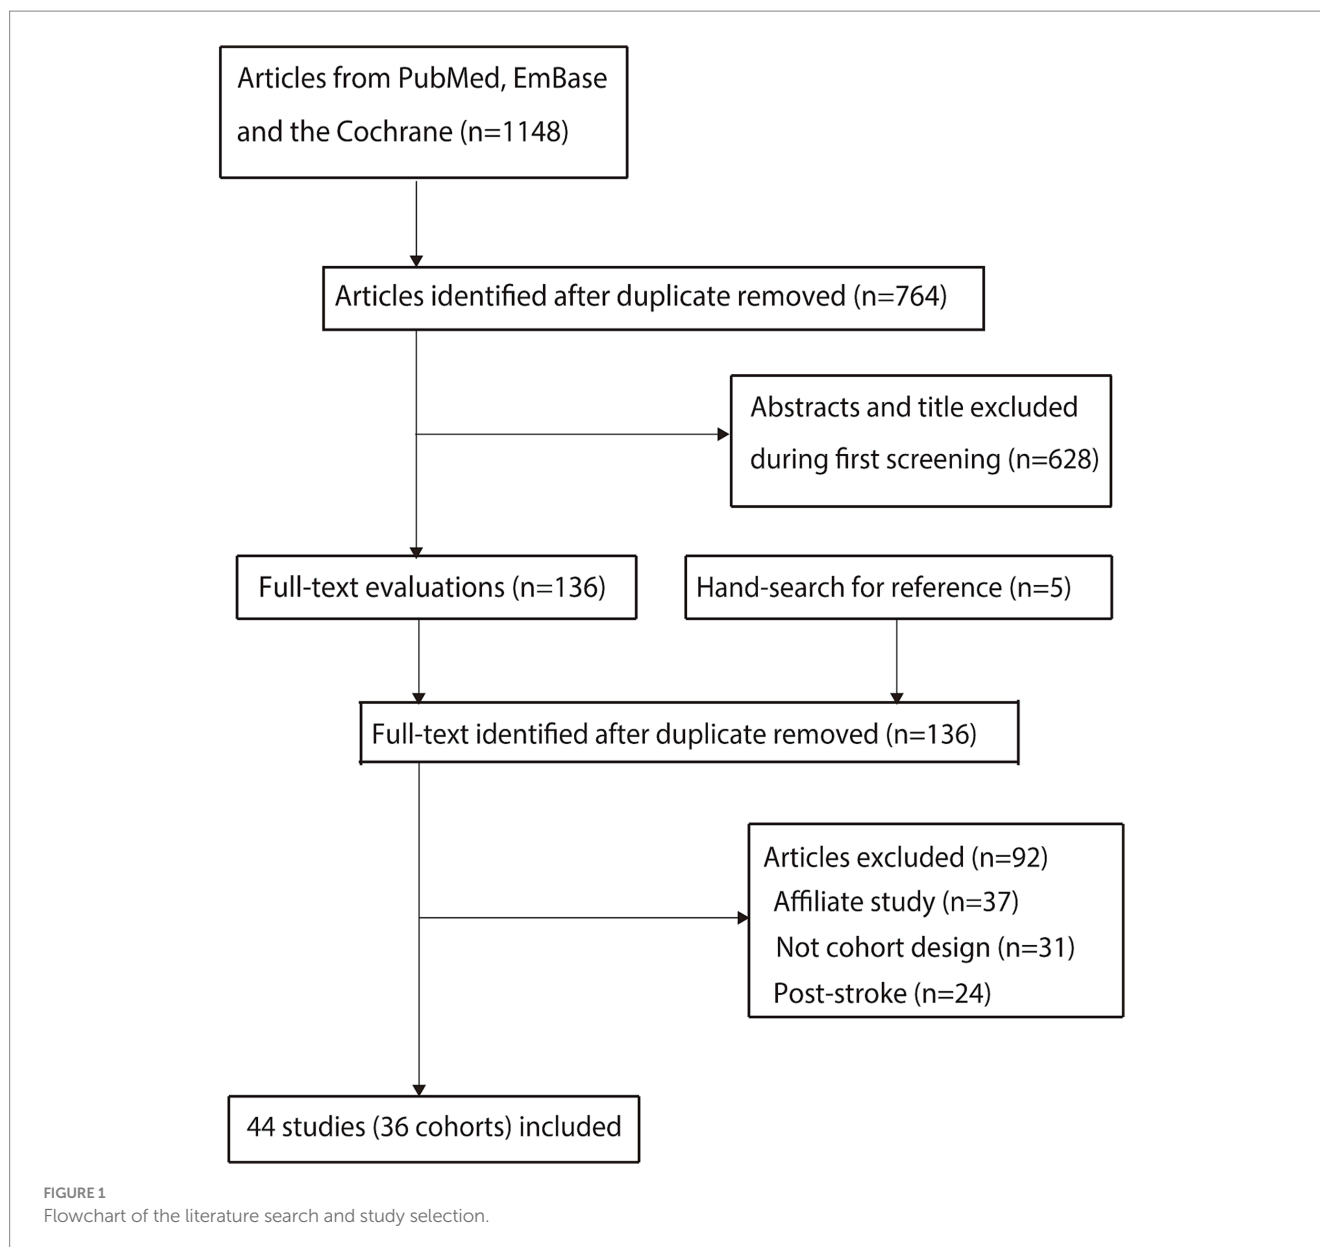 Articles from PubMed, EmBase
and the Cochrane (n=1148)
Articles identified after duplicate removed (n=764)
Abstracts and title excluded
during first screening (n=628)
Full-text evaluations (n=136)
Hand-search for reference (n=5)
Full-text identified after duplicate removed (n=136)
Articles excluded (n=92)
Affiliate study (n=37)
Not cohort design (n=31)
Post-stroke (n=24)
44 studies (36 cohorts) included
FIGURE 1
Flowchart of the literature search and study selection.